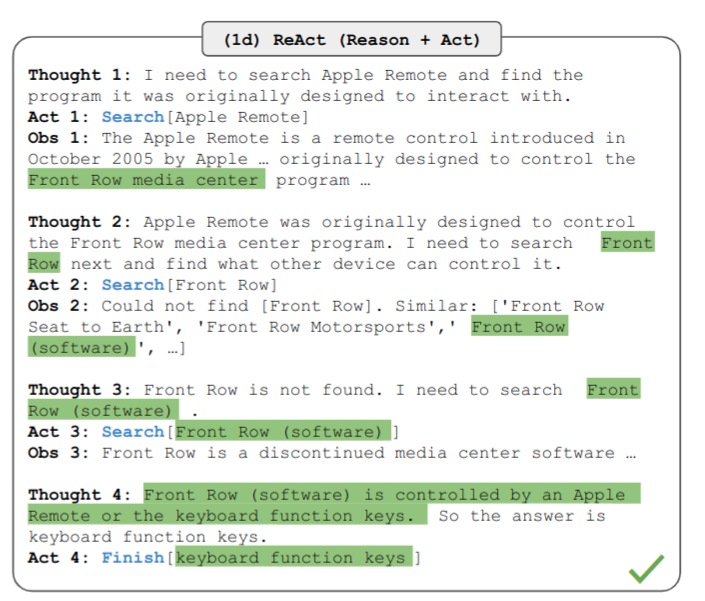 (1d) ReAct (Reason + Act)
Thought 1: I need to search Apple Remote and find the
program it was originally designed to interact with.
Act 1: Search[Apple Remote]
Obs 1: The Apple Remote is a remote control introduced in
October 2005 by Apple … originally designed to control the
Front Row media center program …
Thought 2: Apple Remote was originally designed to control
the Front Row media center program. I need to search Front
Row next and find what other device can control it.
Act 2: Search[Front Row]
Obs 2: Could not find [Front Row]. Similar: ['Front Row
Seat to Earth', 'Front Row Motorsports',' Front Row
(software)', …]
Thought 3: Front Row is not found. I need to search Front
Row (software) .
Act 3: Search[Front Row (software) ]
Obs 3: Front Row is a discontinued media center software …
Thought 4: Front Row (software) is controlled by an Apple
Remote or the keyboard function keys. So the answer is
keyboard function keys.
Act 4: Finish[keyboard function keys ]